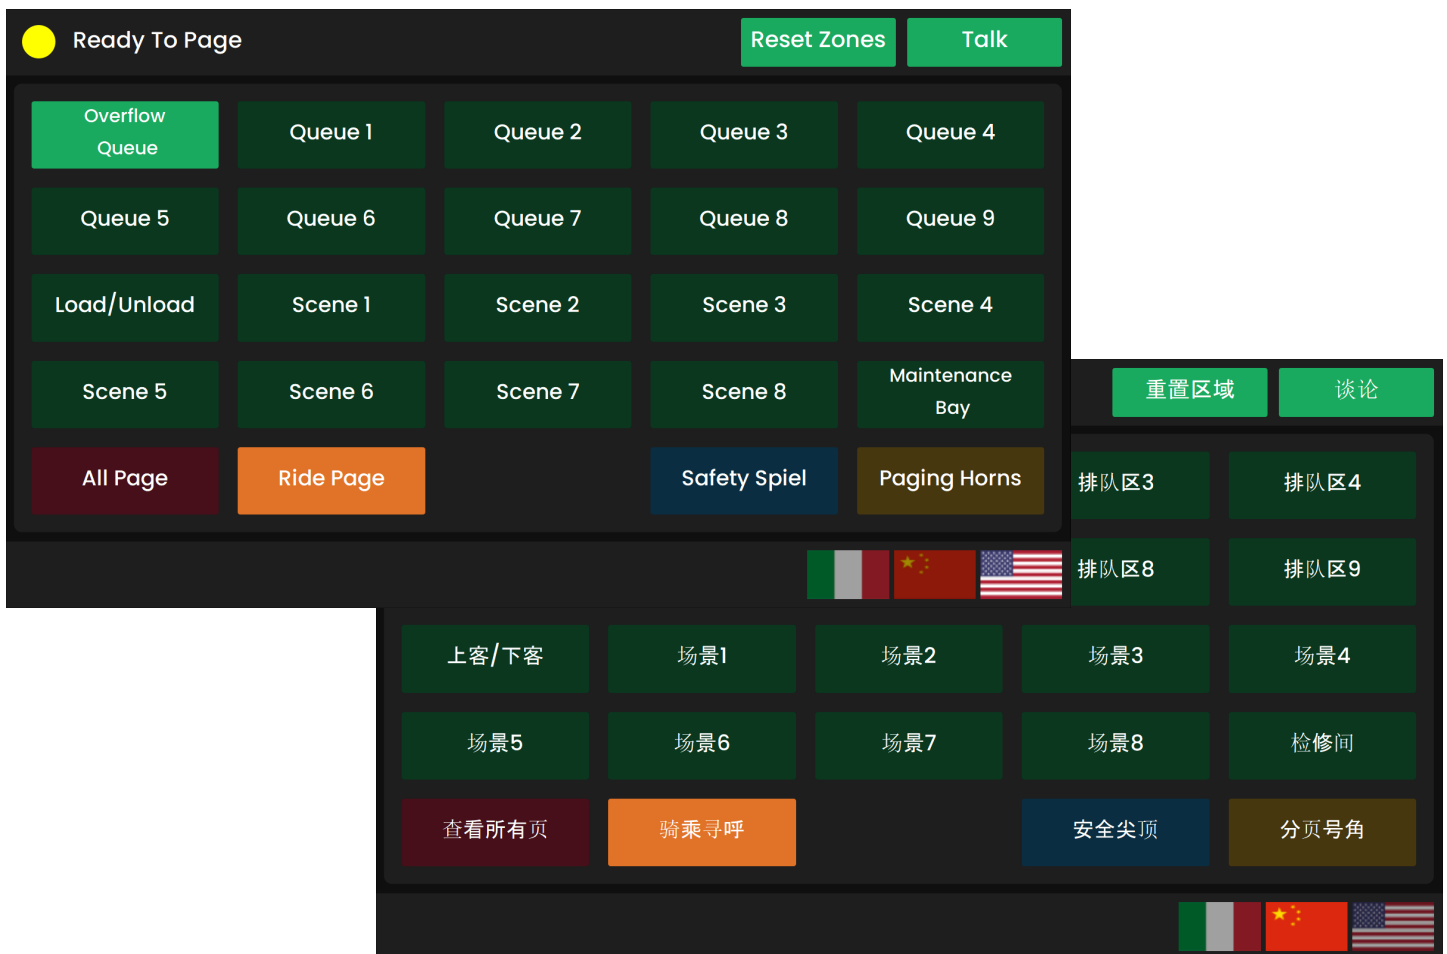 Ready To Page
Reset Zones
Talk
Overflow
Queue
Queue 1
Queue 2
Queue 3
Queue 4
Queue 5
Queue 6
Queue 7
Queue 8
Queue 9
Load/Unload
Scene 1
Scene 2
Scene 3
Scene 4
Scene 5
Scene 6
Scene 7
Scene 8
Maintenance
Bay
All Page
Ride Page
Safety Spiel
Paging Horns
重置区域
谈论
排队区3
排队区4
排队区8
排队区9
上客/下客
场景1
场景2
场景3
场景4
场景5
场景6
场景7
场景8
检修间
查看所有页
骑乘寻呼
安全尖顶
分页号角